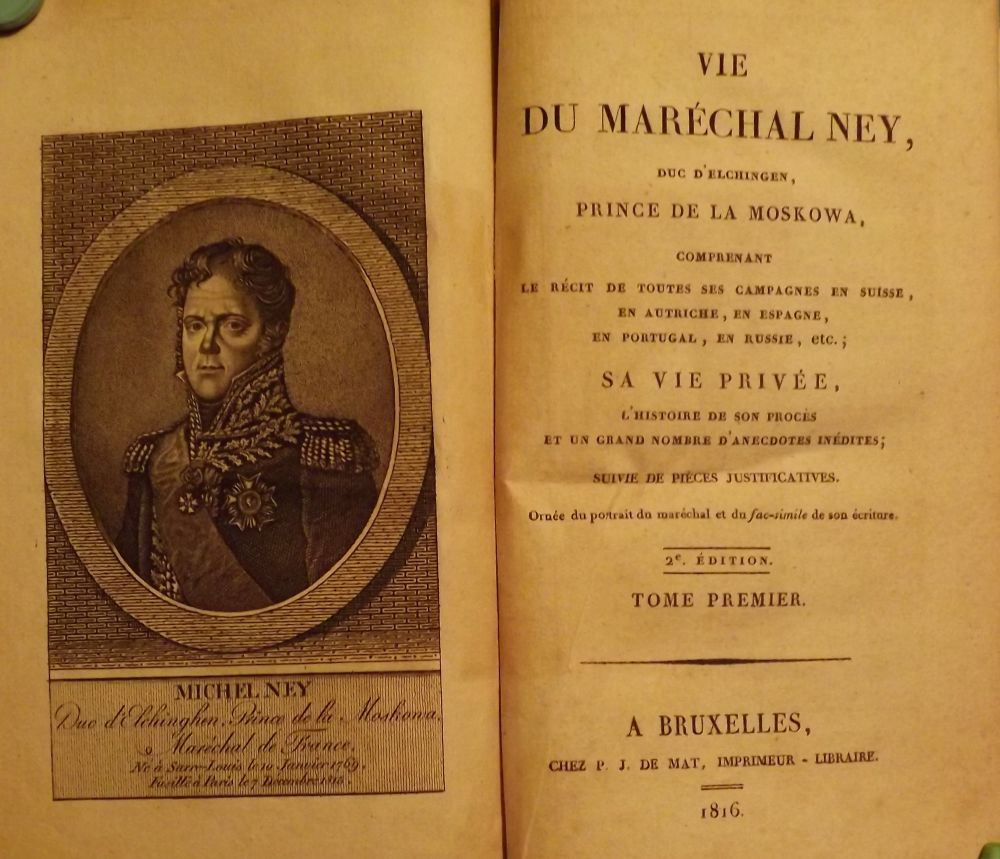 MICHEL NEY
Duc d'Elchinghen, Prince de la Moskowa,
Maréchal de France,
Né à Sarre-Louis le 10 Janvier 1769,
Fusillé à Paris le 7 Decembre 1815.
VIE
DU MARÉCHAL NEY,
DUC D'ELCHINGEN,
PRINCE DE LA MOSKOWA,
COMPRENANT
LE RÉCIT DE TOUTES SES CAMPAGNES EN SUISSE,
EN AUTRICHE, EN ESPAGNE,
EN PORTUGAL, EN RUSSIE, etc.;
SA VIE PRIVÉE,
L'HISTOIRE DE SON PROCÈS
ET UN GRAND NOMBRE D'ANECDOTES INÉDITES;
SUIVIE DE PIÈCES JUSTIFICATIVES.
Ornée du portrait du maréchal et du fac-simile de son écriture.
2e. ÉDITION.
TOME PREMIER.
A BRUXELLES,
CHEZ P. J. DE MAT, IMPRIMEUR - LIBRAIRE.
1816.